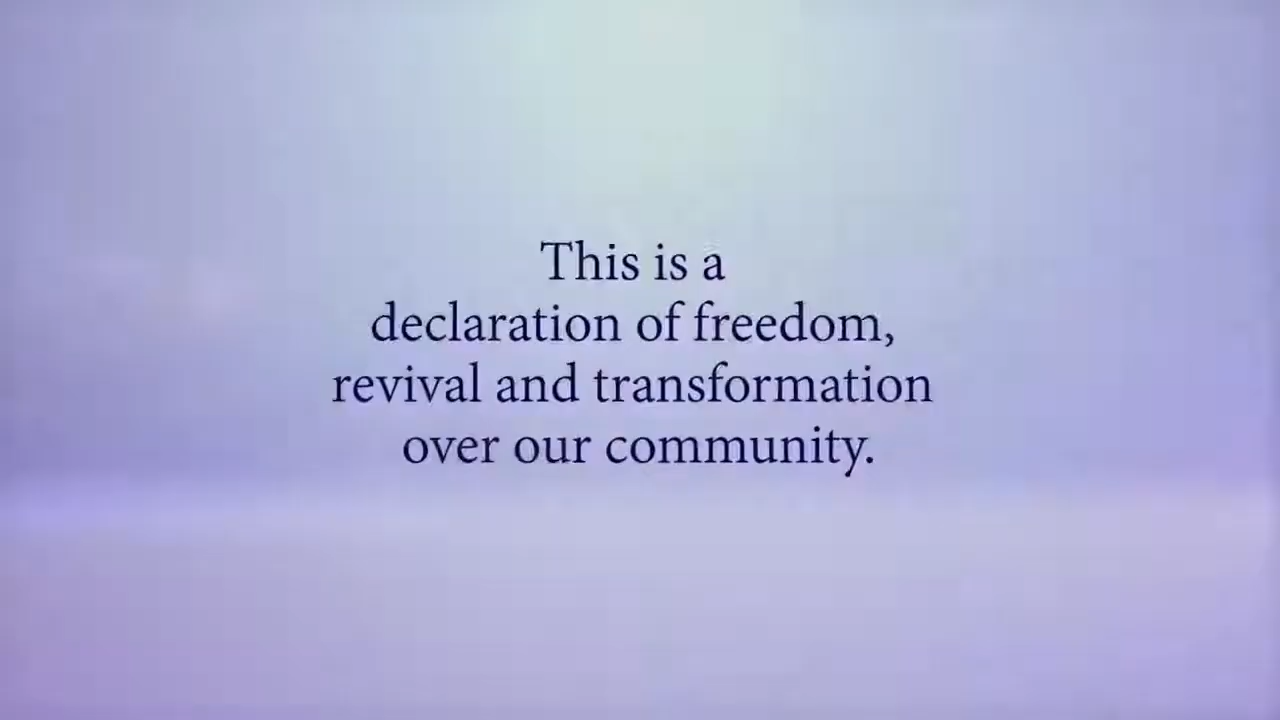 This is a
declaration of freedom,
revival and transformation
over our community.